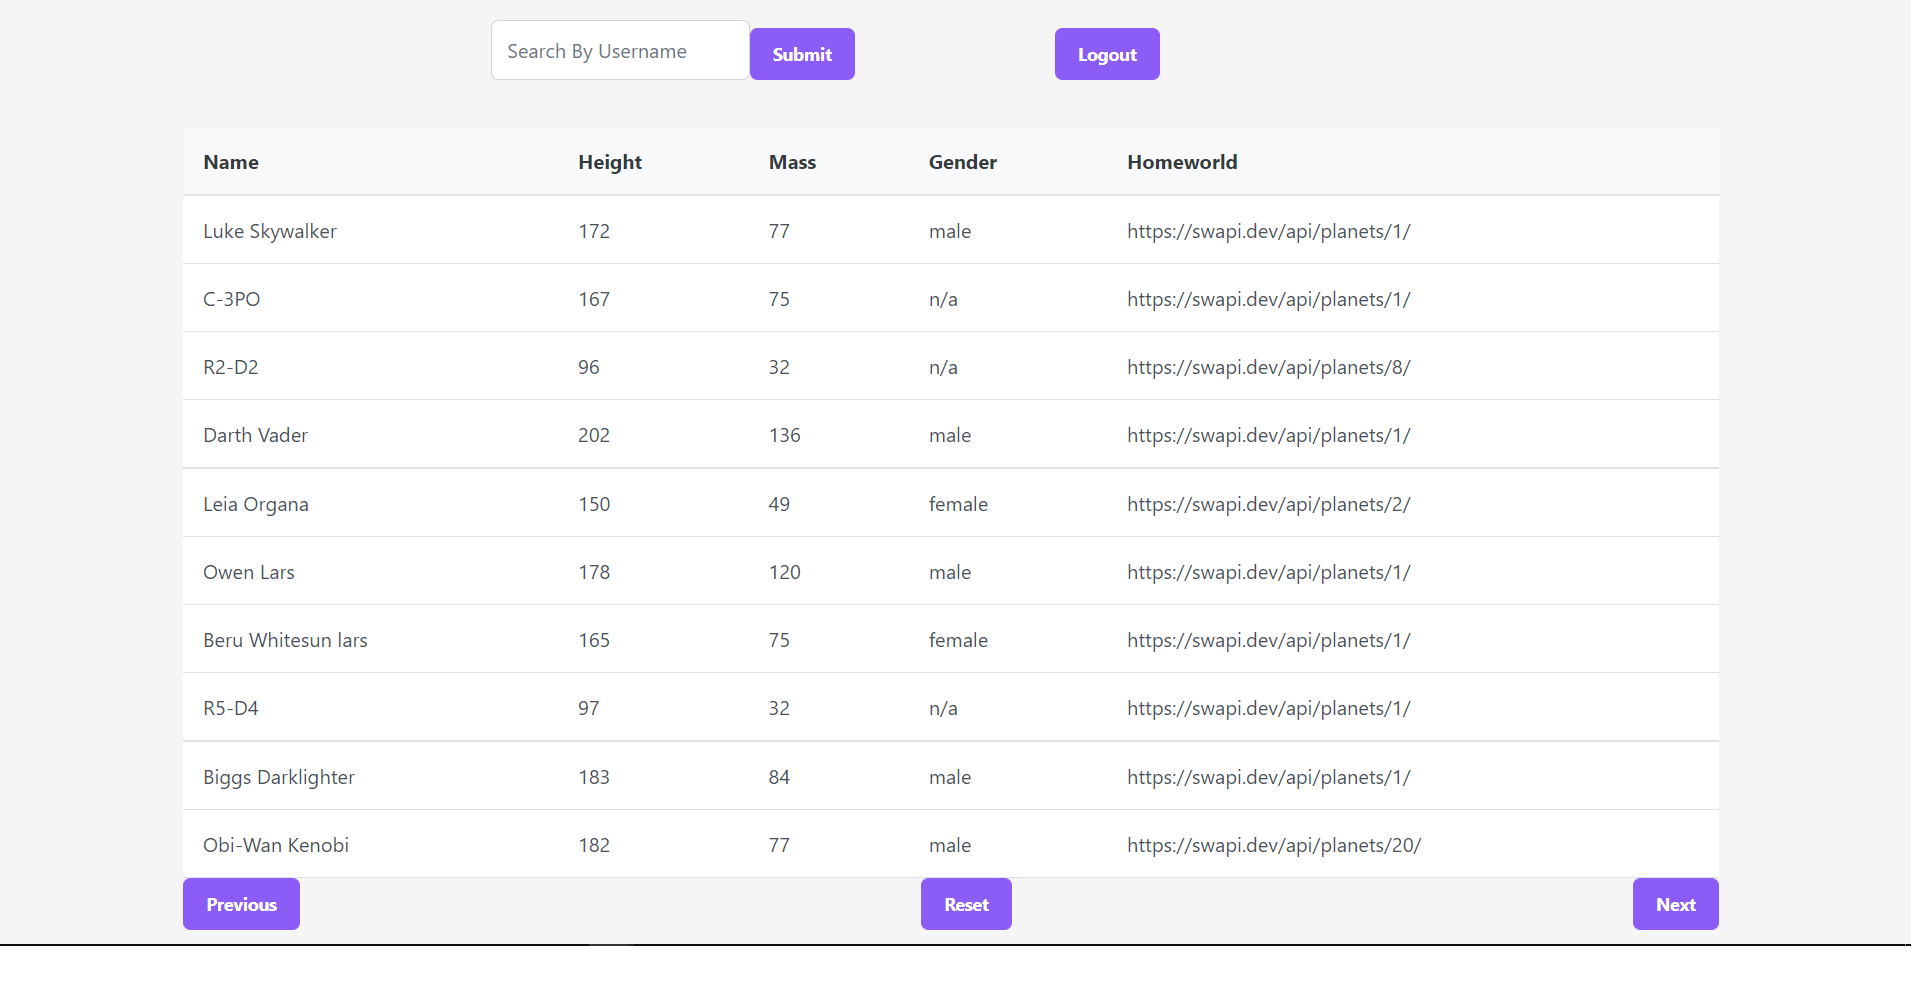 Search By Username Submit Logout
Name Height Mass Gender Homeworld
Luke Skywalker 172 77 male https://swapi.dev/api/planets/1/
C-3PO 167 75 n/a https://swapi.dev/api/planets/1/
R2-D2 96 32 n/a https://swapi.dev/api/planets/8/
Darth Vader 202 136 male https://swapi.dev/api/planets/1/
Leia Organa 150 49 female https://swapi.dev/api/planets/2/
Owen Lars 178 120 male https://swapi.dev/api/planets/1/
Beru Whitesun lars 165 75 female https://swapi.dev/api/planets/1/
R5-D4 97 32 n/a https://swapi.dev/api/planets/1/
Biggs Darklighter 183 84 male https://swapi.dev/api/planets/1/
Obi-Wan Kenobi 182 77 male https://swapi.dev/api/planets/20/
Previous Reset Next